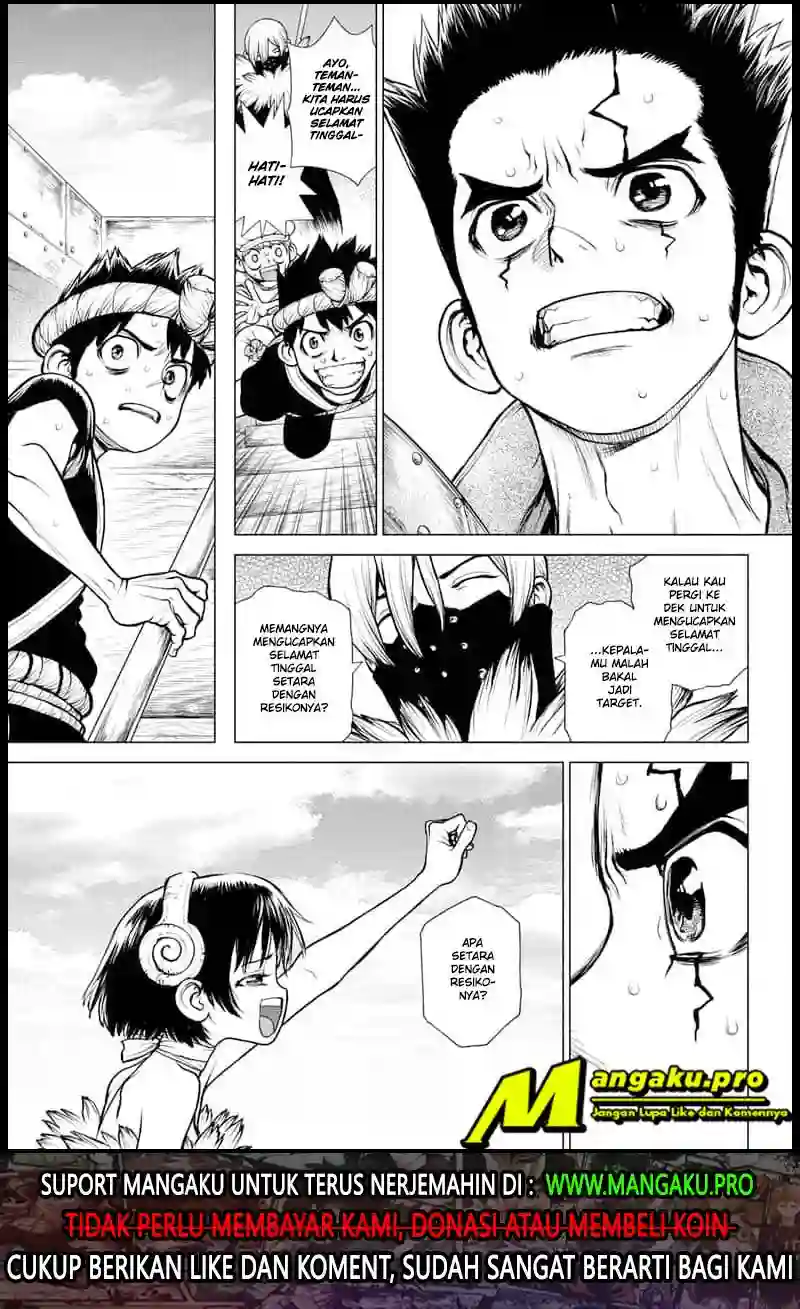 AYO,
TEMAN-
TEMAN...
KITA HARUS
UCAPKAN
SELAMAT
TINGGAL-
HATI-
HATI!
KALAU KAU
PERGI KE
DEK UNTUK
MENGUCAPKAN
SELAMAT
TINGGAL...
...KEPALA-
MU MALAH
BAKAL
JADI
TARGET.
MEMANGNYA
MENGUCAPKAN
SELAMAT
TINGGAL
SETARA
DENGAN
RESIKONYA?
APA
SETARA
DENGAN
RESIKO-
NYA?
Mangaku.pro
Jangan Lupa Like dan Komennya
SUPORT MANGAKU UNTUK TERUS NERJEMAHIN DI : WWW.MANGAKU.PRO
TIDAK PERLU MEMBAYAR KAMI, DONASI ATAU MEMBELI KOIN
CUKUP BERIKAN LIKE DAN KOMENT, SUDAH SANGAT BERARTI BAGI KAMI